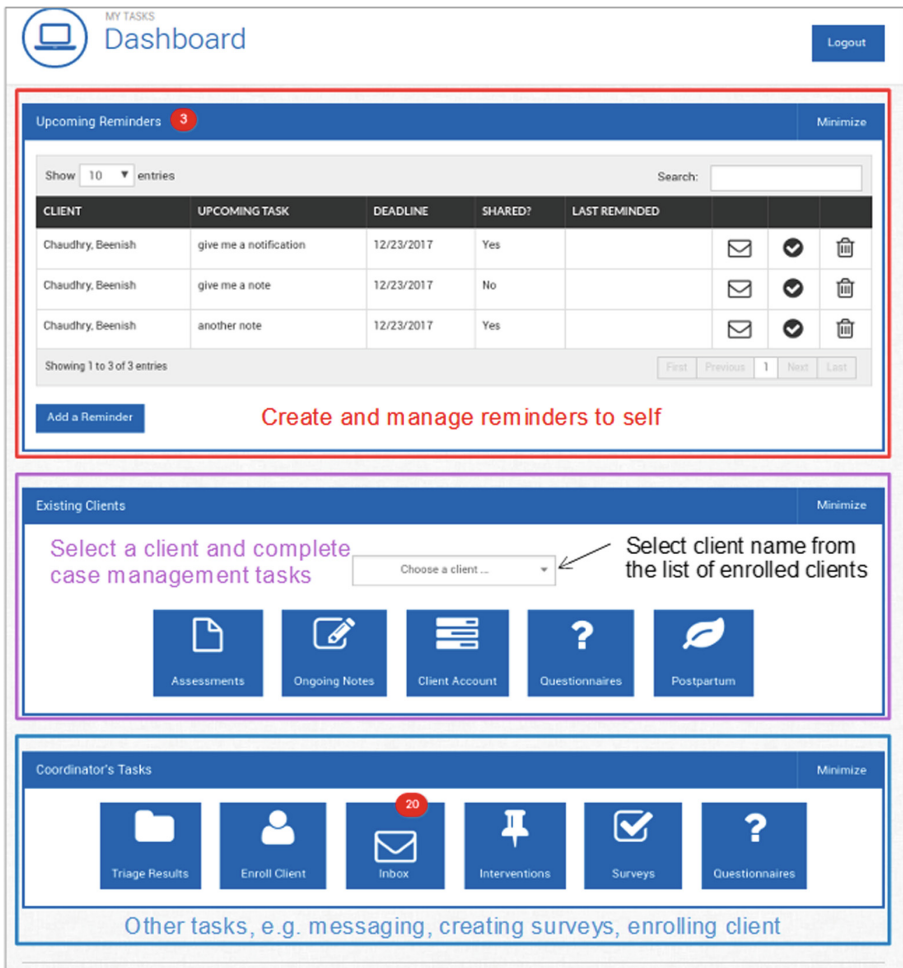 MY TASKS
Dashboard
Logout
Upcoming Reminders 3
Minimize
Show 10 entries
Search:
CLIENT UPCOMING TASK DEADLINE SHARED? LAST REMINDED
Chaudhry, Beenish give me a notification 12/23/2017 Yes
Chaudhry, Beenish give me a note 12/23/2017 No
Chaudhry, Beenish another note 12/23/2017 Yes
Showing 1 to 3 of 3 entries
First Previous 1 Next Last
Add a Reminder
Create and manage reminders to self
Existing Clients
Minimize
Select a client and complete
case management tasks
Choose a client ...
Select client name from
the list of enrolled clients
Assessments
Ongoing Notes
Client Account
?
Questionnaires
Postpartum
Coordinator's Tasks
Minimize
Triage Results
Enroll Client
20
Inbox
Interventions
Surveys
?
Questionnaires
Other tasks, e.g. messaging, creating surveys, enrolling client